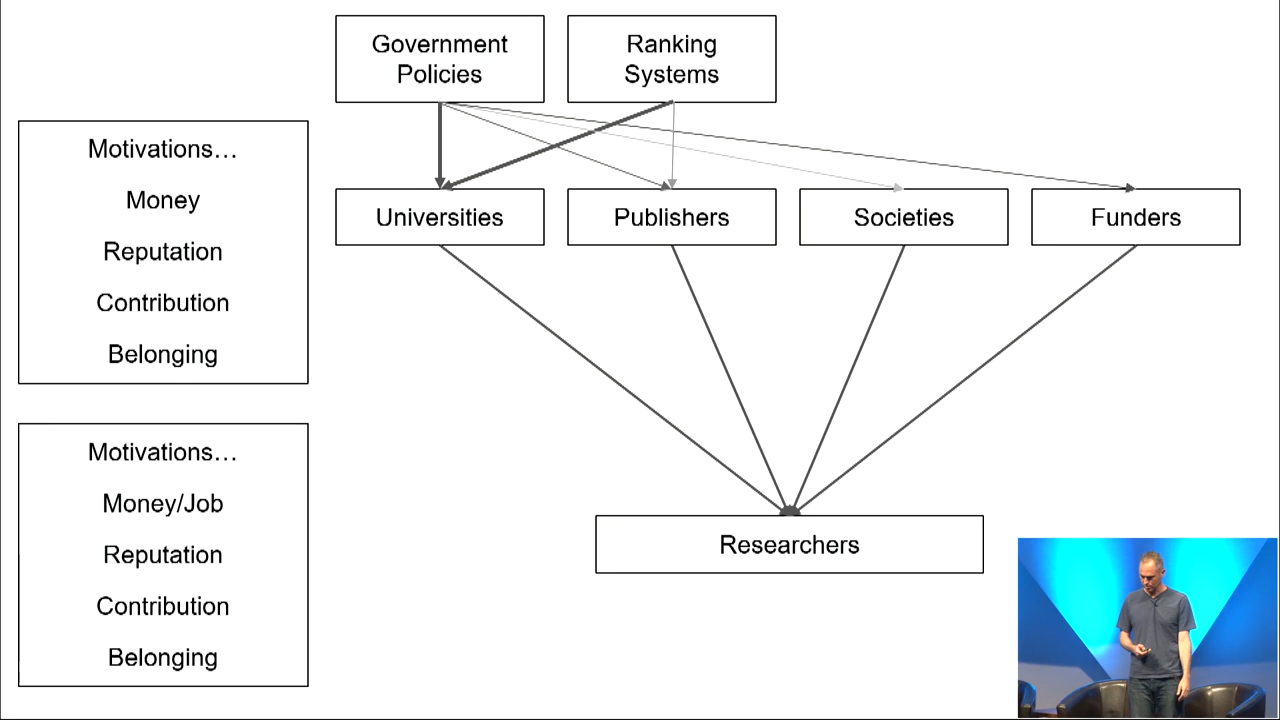 Government
Policies
Ranking
Systems
Motivations…
Money
Reputation
Contribution
Belonging
Universities
Publishers
Societies
Funders
Motivations…
Money/Job
Reputation
Contribution
Belonging
Researchers